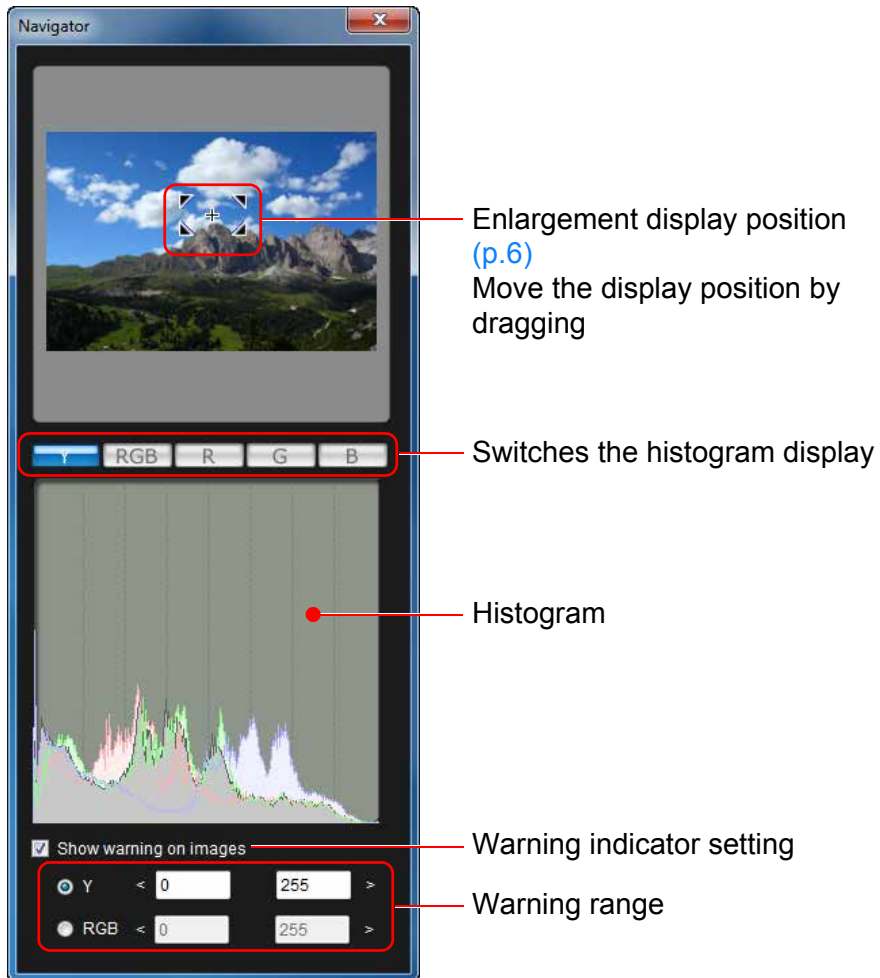 Navigator
Enlargement display position
(p.6)
Move the display position by
dragging
Y RGB R G B
Switches the histogram display
Histogram
Show warning on images
Warning indicator setting
Y < 0 255 >
Warning range
RGB < 0 255 >